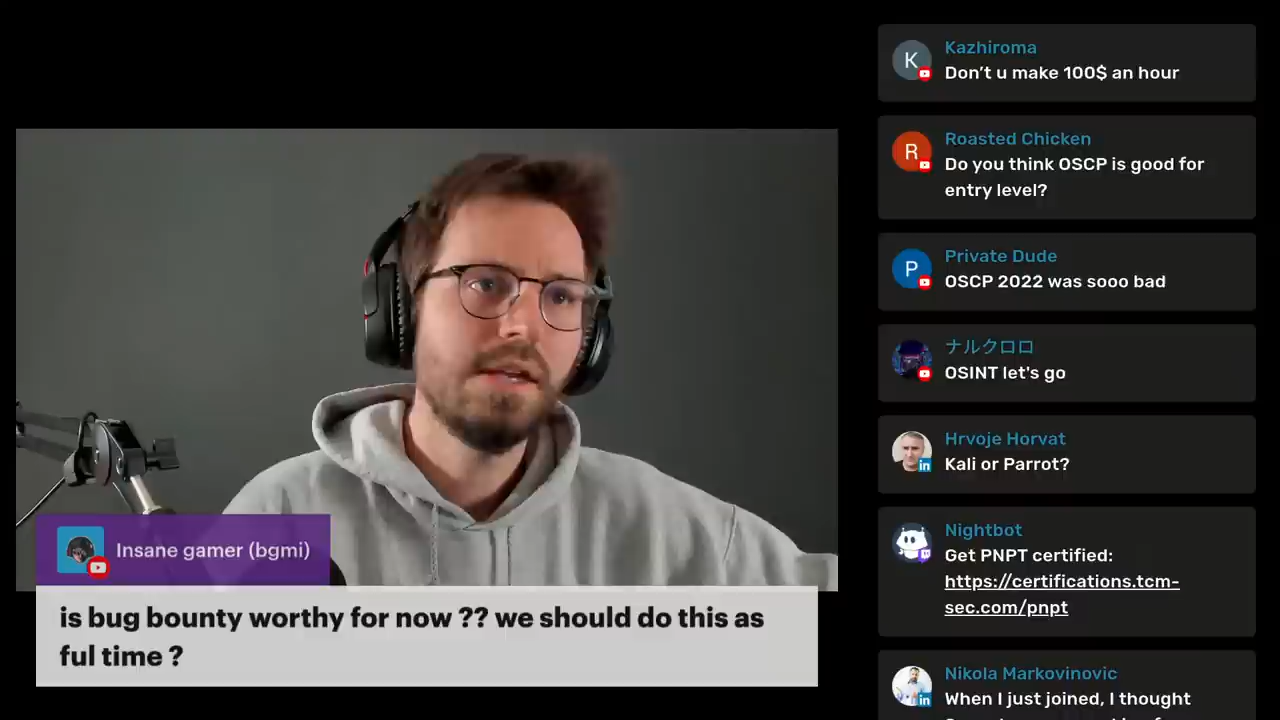 Kazhiroma
Don’t u make 100$ an hour
Roasted Chicken
Do you think OSCP is good for
entry level?
Private Dude
OSCP 2022 was sooo bad
ナルクロロ
OSINT let's go
Hrvoje Horvat
Kali or Parrot?
Nightbot
Get PNPT certified:
https://certifications.tcm-
sec.com/pnpt
Nikola Markovinovic
When I just joined, I thought
Insane gamer (bgmi)
is bug bounty worthy for now ?? we should do this as
ful time ?